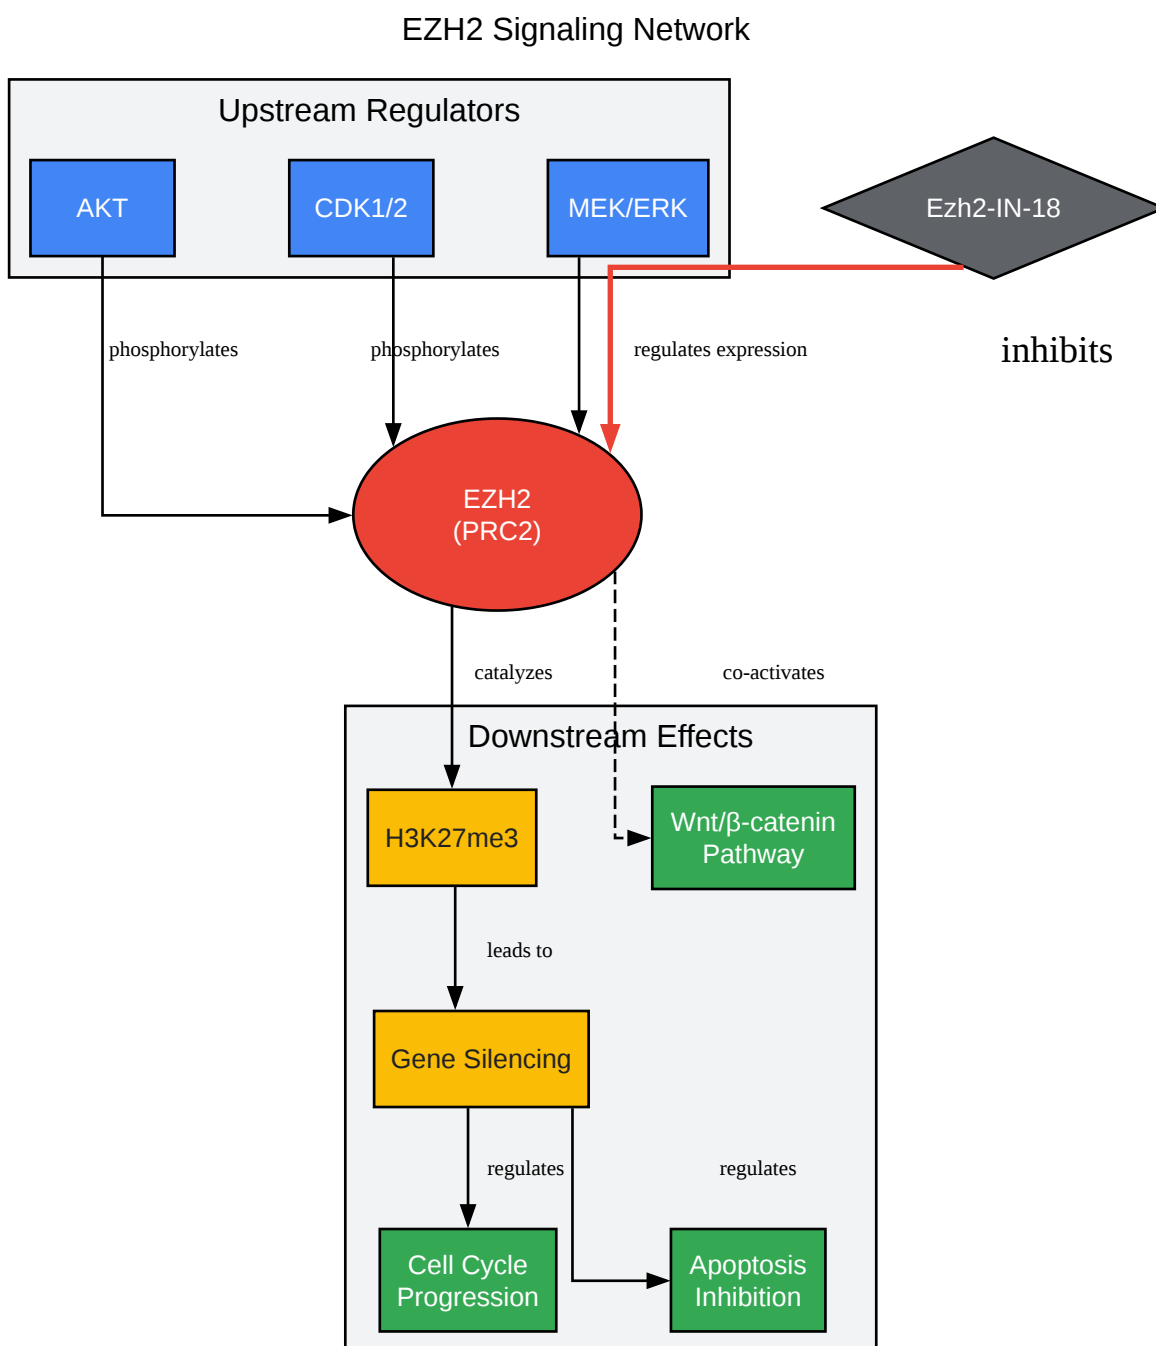 EZH2 Signaling Network
Upstream Regulators
AKT
CDK1/2
MEK/ERK
Ezh2-IN-18
phosphorylates
phosphorylates
regulates expression
inhibits
EZH2
(PRC2)
catalyzes
co-activates
Downstream Effects
H3K27me3
Wnt/β-catenin
Pathway
leads to
Gene Silencing
regulates
regulates
Cell Cycle
Progression
Apoptosis
Inhibition